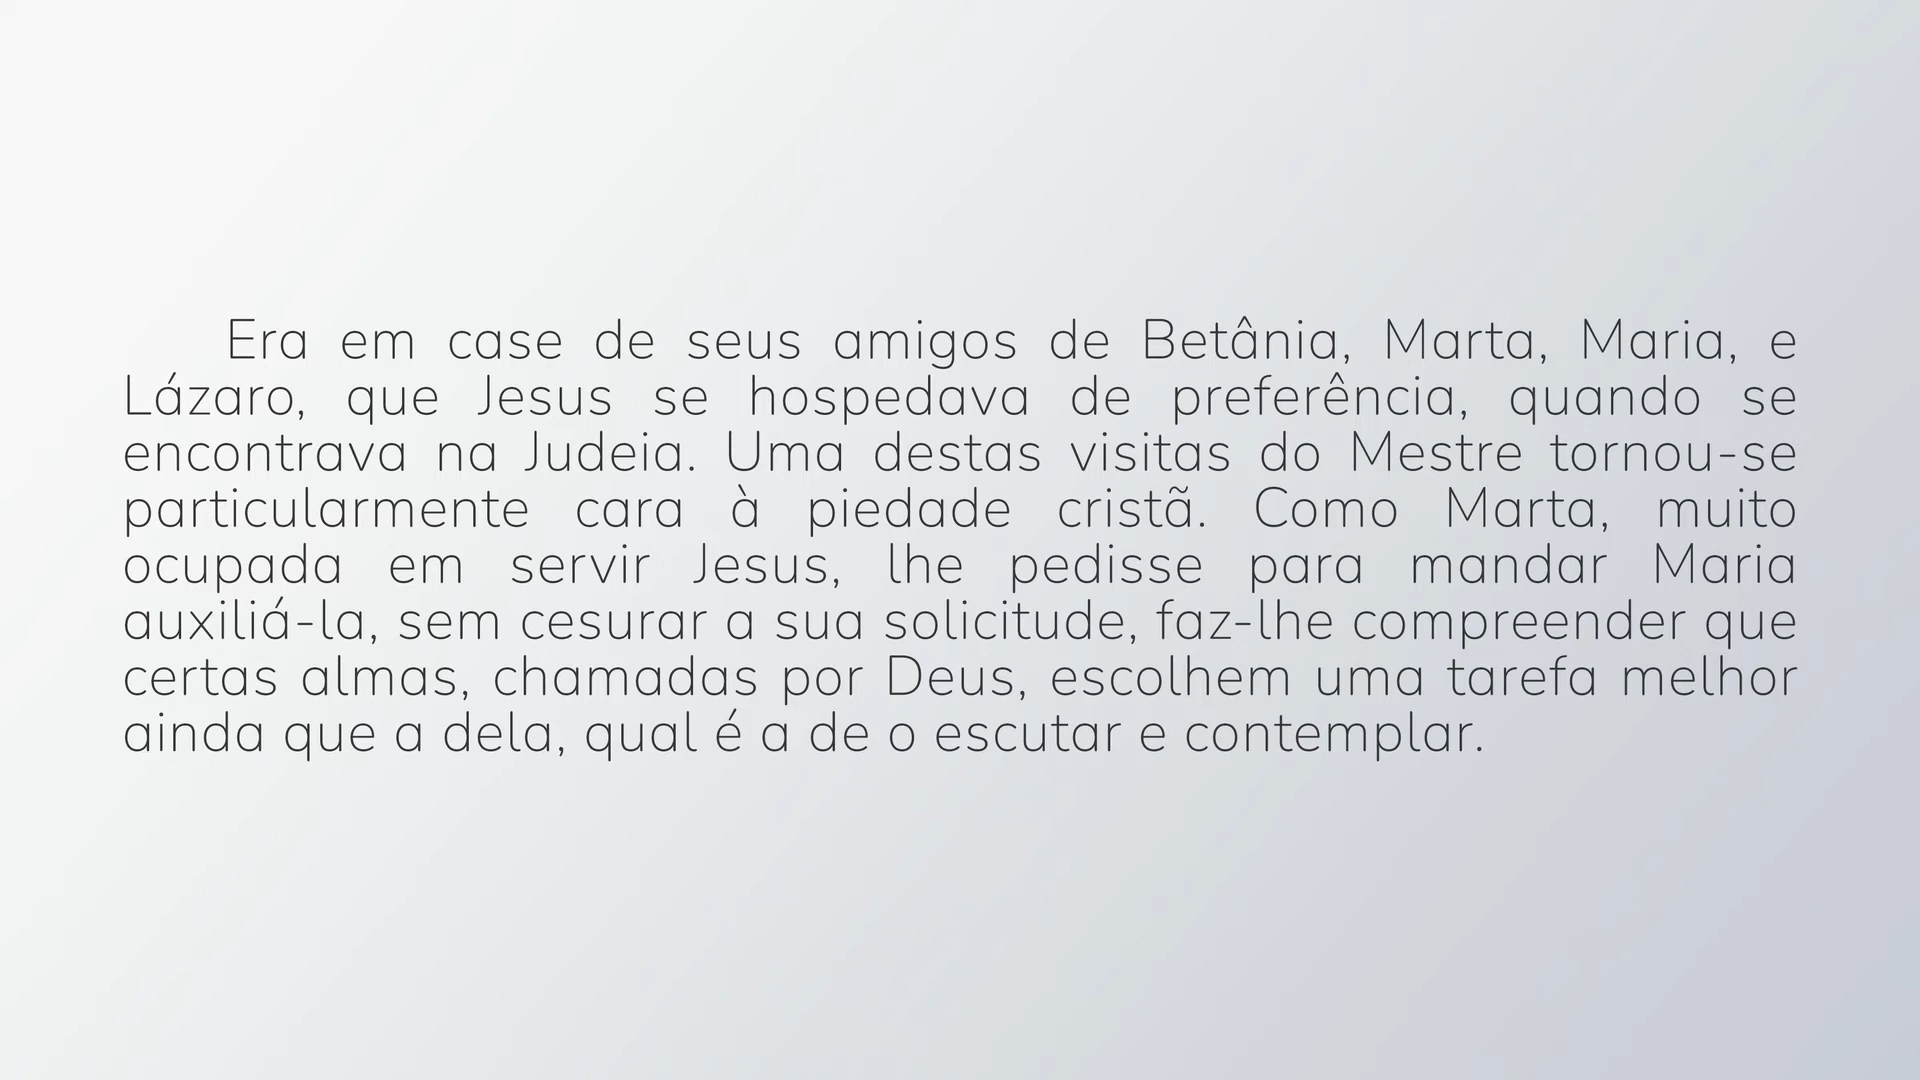 Era em case de seus amigos de Betânia, Marta, Maria, e
Lázaro, que Jesus se hospedava de preferência, quando se
encontrava na Judeia. Uma destas visitas do Mestre tornou-se
particularmente cara à piedade cristã. Como Marta, muito
ocupada em servir Jesus, lhe pedisse para mandar Maria
auxiliá-la, sem cesurar a sua solicitude, faz-lhe compreender que
certas almas, chamadas por Deus, escolhem uma tarefa melhor
ainda que a dela, qual é a de o escutar e contemplar.